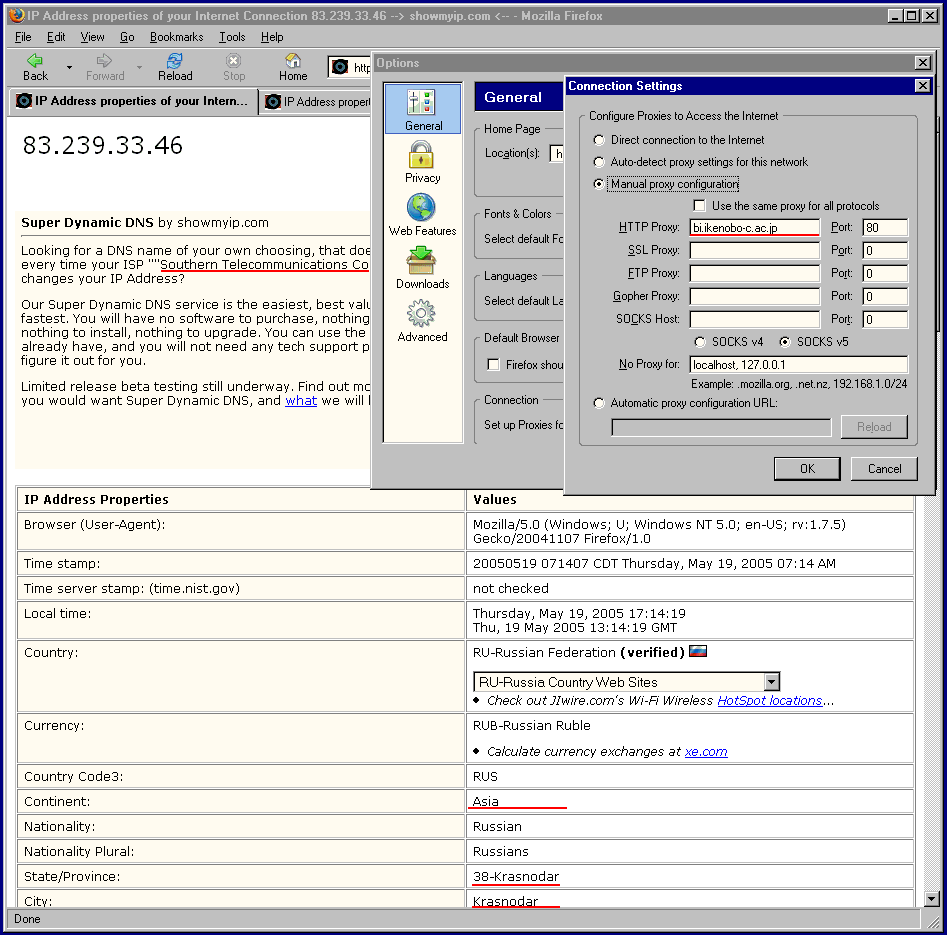 IP Address properties of your Internet Connection 83.239.33.46 --> showmyip.com <-- - Mozilla Firefox
File Edit View Go Bookmarks Tools Help
Back Forward Reload Stop Home http
IP Address properties of your Intern... IP Address propert
83.239.33.46
Super Dynamic DNS by showmyip.com
Looking for a DNS name of your own choosing, that doe
every time your ISP ""Southern Telecommunications Co
changes your IP Address?
Our Super Dynamic DNS service is the easiest, best valu
fastest. You will have no software to purchase, nothing
nothing to install, nothing to upgrade. You can use the
already have, and you will not need any tech support p
figure it out for you.
Limited release beta testing still underway. Find out mo
you would want Super Dynamic DNS, and what we will
Options
General
Privacy
Web Features
Downloads
Advanced
General
Home Page
Location(s): h
Fonts & Colors
Select default Fo
Languages
Select default La
Default Browser
Firefox shou
Connection
Set up Proxies fo
Connection Settings
Configure Proxies to Access the Internet
Direct connection to the Internet
Auto-detect proxy settings for this network
Manual proxy configuration
Use the same proxy for all protocols
HTTP Proxy: bi.ikenobo-c.ac.jp Port: 80
SSL Proxy: Port: 0
FTP Proxy: Port: 0
Gopher Proxy: Port: 0
SOCKS Host: Port: 0
SOCKS v4 SOCKS v5
No Proxy for: localhost, 127.0.0.1
Example: .mozilla.org, .net.nz, 192.168.1.0/24
Automatic proxy configuration URL:
Reload
OK Cancel
IP Address Properties Values
Browser (User-Agent): Mozilla/5.0 (Windows; U; Windows NT 5.0; en-US; rv:1.7.5)
Gecko/20041107 Firefox/1.0
Time stamp: 20050519 071407 CDT Thursday, May 19, 2005 07:14 AM
Time server stamp: (time.nist.gov) not checked
Local time: Thursday, May 19, 2005 17:14:19
Thu, 19 May 2005 13:14:19 GMT
Country: RU-Russian Federation (verified)
RU-Russia Country Web Sites
♦ Check out JIwire.com's Wi-Fi Wireless HotSpot locations...
Currency: RUB-Russian Ruble
♦ Calculate currency exchanges at xe.com
Country Code3: RUS
Continent: Asia
Nationality: Russian
Nationality Plural: Russians
State/Province: 38-Krasnodar
City: Krasnodar
Done